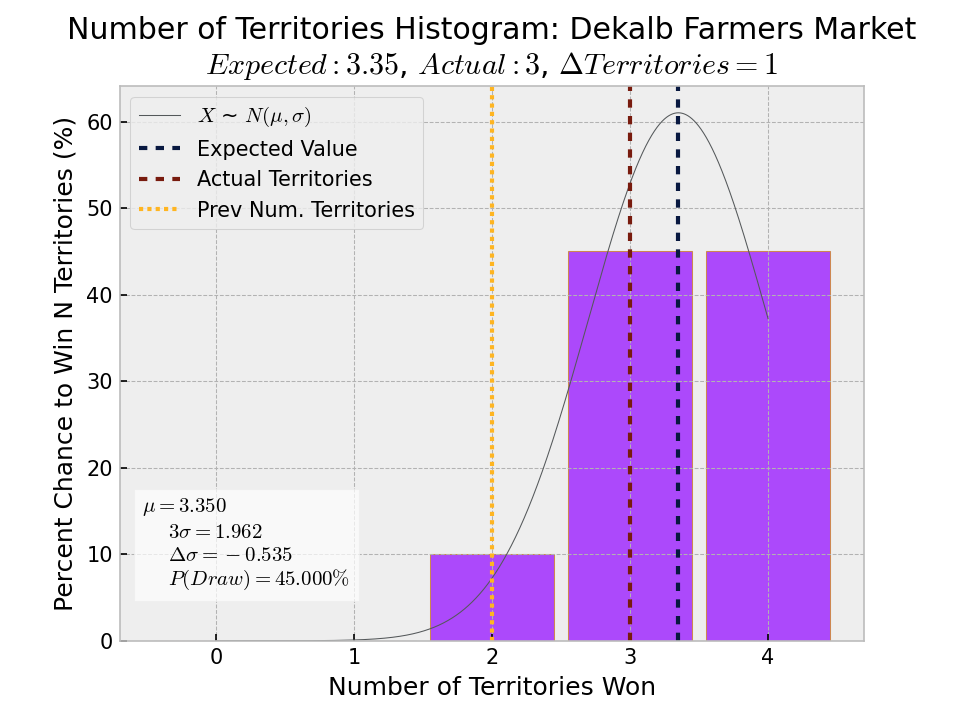 Number of Territories Histogram: Dekalb Farmers Market
Expected : 3.35, Actual : 3, ΔTerritories = 1
X ~ N(μ, σ)
Expected Value
Actual Territories
Prev Num. Territories
Percent Chance to Win N Territories (%)
60
50
40
30
20
10
0
μ = 3.350
3σ = 1.962
Δσ = − 0.535
P(Draw) = 45.000%
0 1 2 3 4
Number of Territories Won